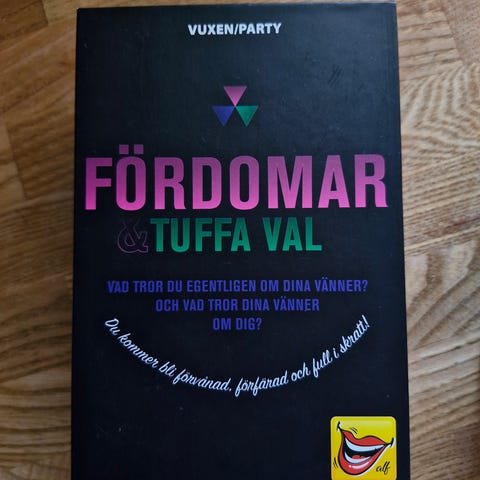 VUXEN/PARTY
FÖRDOMAR
& TUFFA VAL
VAD TROR DU EGENTLIGEN OM DINA VÄNNER?
OCH VAD TROR DINA VÄNNER
OM DIG?
Du kommer bli förvånad, förfärad och full i skratt!
alf